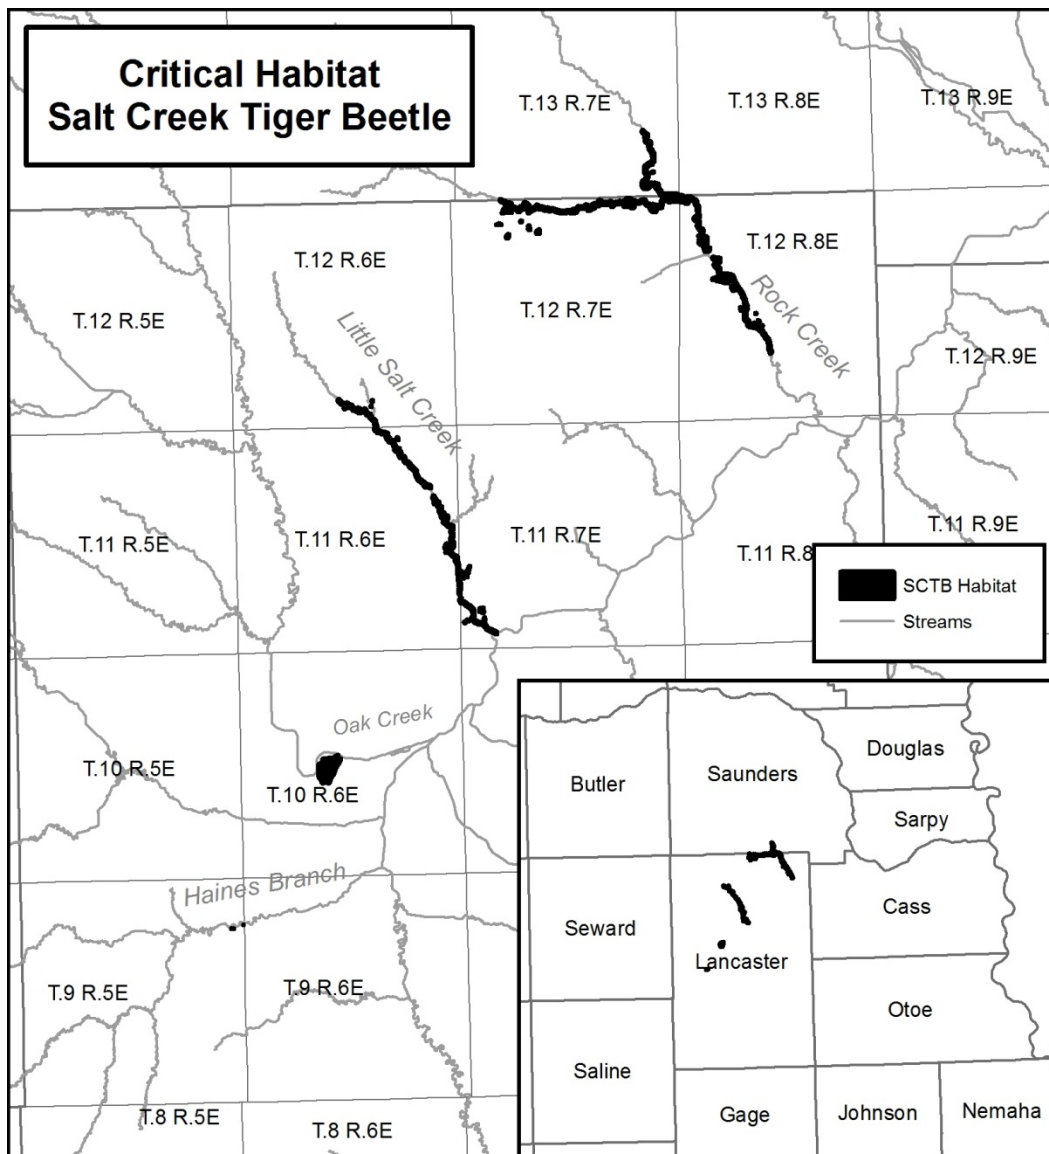 Critical Habitat
Salt Creek Tiger Beetle
T.13 R.7E
T.13 R.8E
T.13 R.9E
T.12 R.6E
T.12 R.8E
T.12 R.5E
T.12 R.7E
Rock Creek
T.12 R.9E
Little Salt Creek
T.11 R.5E
T.11 R.6E
T.11 R.7E
T.11 R.8
T.11 R.9E
SCTB Habitat
Streams
Oak Creek
T.10 R.5E
T.10 R.6E
Haines Branch
T.9 R.5E
T.9 R.6E
T.8 R.5E
T.8 R.6E
Butler
Saunders
Douglas
Sarpy
Seward
Lancaster
Cass
Otoe
Saline
Gage
Johnson
Nemaha